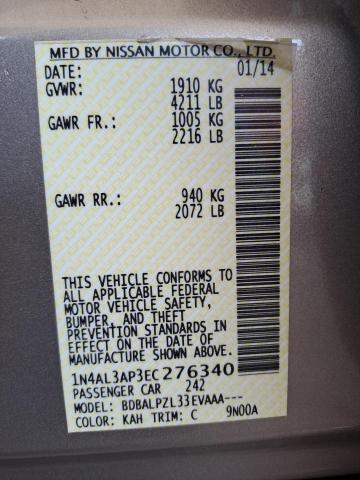 MFD BY NISSAN MOTOR CO., LTD.
DATE: 01/14
GVWR: 1910 KG
4211 LB
GAWR FR.: 1005 KG
2216 LB
GAWR RR.: 940 KG
2072 LB
THIS VEHICLE CONFORMS TO
ALL APPLICABLE FEDERAL
MOTOR VEHICLE SAFETY,
BUMPER, AND THEFT
PREVENTION STANDARDS IN
EFFECT ON THE DATE OF
MANUFACTURE SHOWN ABOVE.
1N4AL3AP3EC276340
PASSENGER CAR 242
MODEL: BDBALPZL33EVAAA---
COLOR: KAH TRIM: C 9N00A